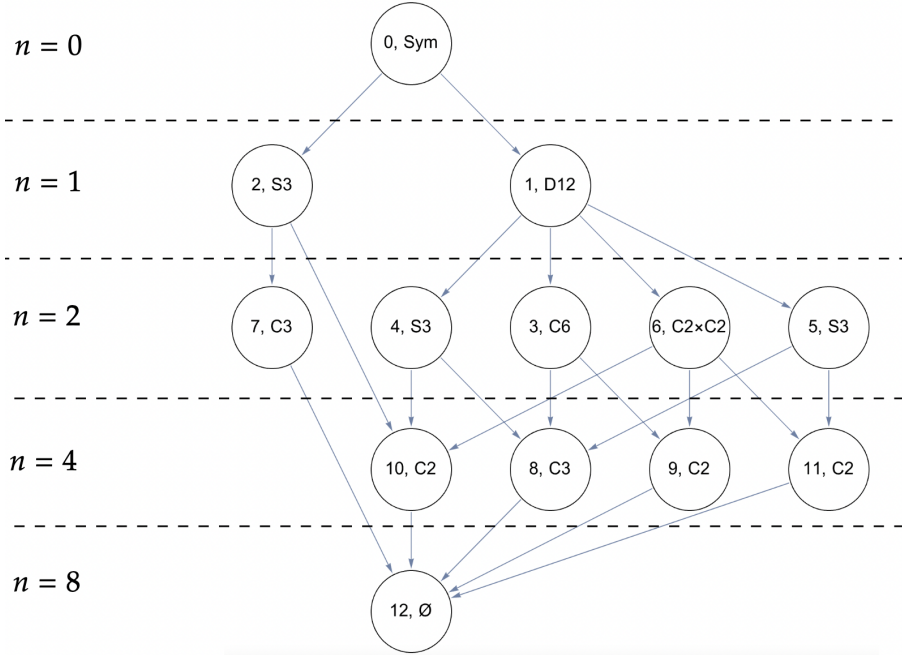 n = 0
0, Sym
n = 1
2, S3
1, D12
n = 2
7, C3
4, S3
3, C6
6, C2×C2
5, S3
n = 4
10, C2
8, C3
9, C2
11, C2
n = 8
12, Ø